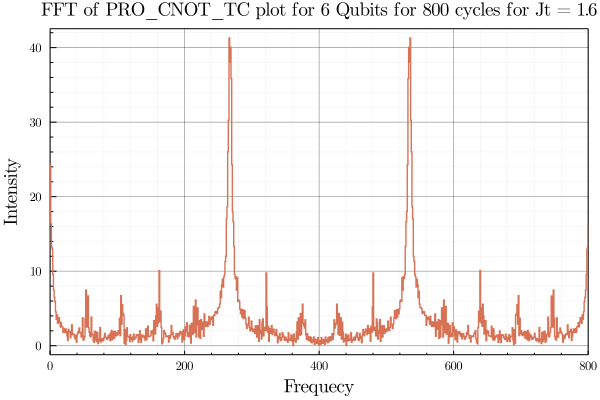 FFT of PRO_CNOT_TC plot for 6 Qubits for 800 cycles for Jt = 1.6
40
30
20
10
0
Intensity
0 200 400 600 800
Frequecy